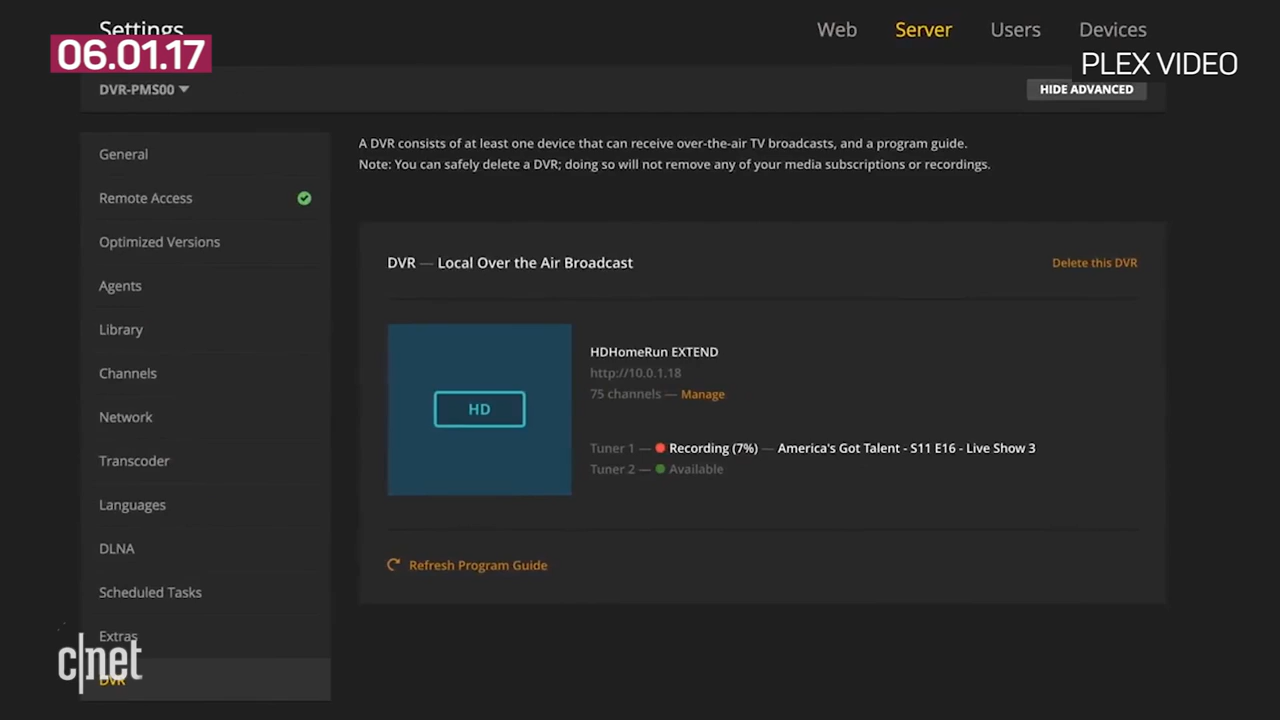 Settings
Web
Server
Users
Devices
06.01.17
PLEX VIDEO
DVR-PMS00
HIDE ADVANCED
General
Remote Access
Optimized Versions
Agents
Library
Channels
Network
Transcoder
Languages
DLNA
Scheduled Tasks
Extras
DVR
c|net
A DVR consists of at least one device that can receive over-the-air TV broadcasts, and a program guide.
Note: You can safely delete a DVR; doing so will not remove any of your media subscriptions or recordings.
DVR — Local Over the Air Broadcast
Delete this DVR
HD
HDHomeRun EXTEND
http://10.0.1.18
75 channels — Manage
Tuner 1 — Recording (7%) — America's Got Talent - S11 E16 - Live Show 3
Tuner 2 — Available
Refresh Program Guide